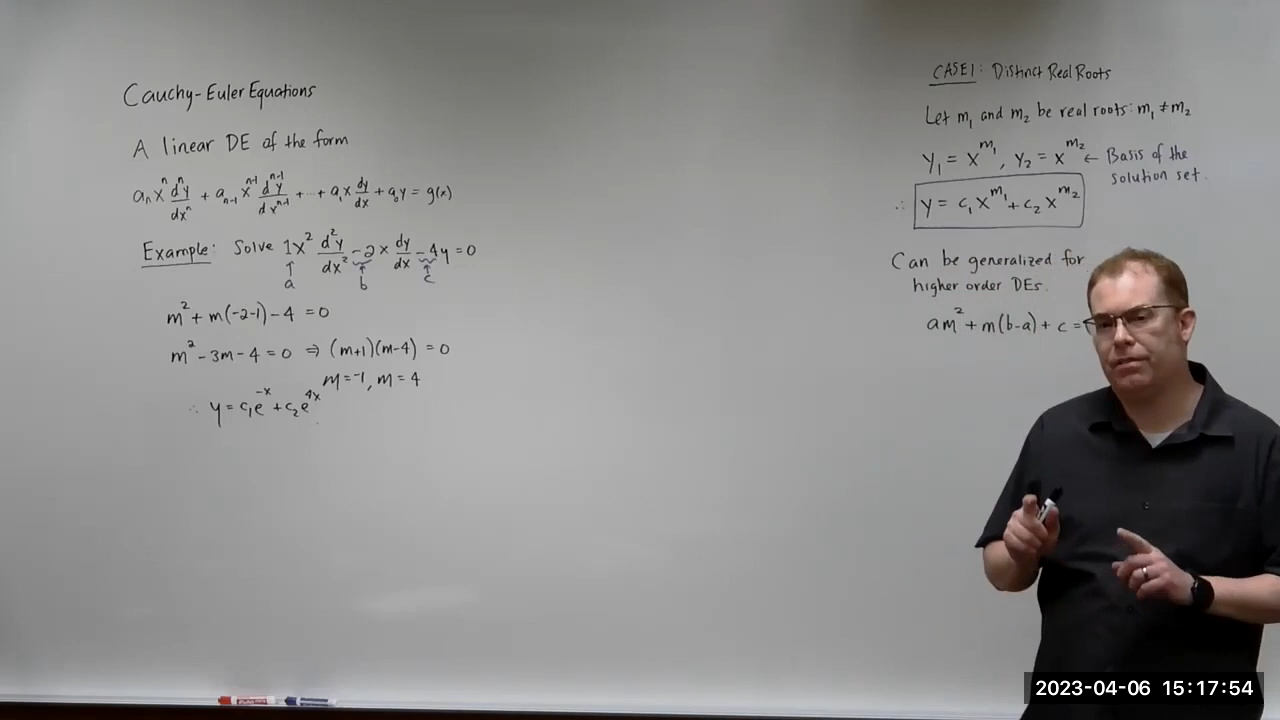 Cauchy-Euler Equations
A linear DE of the form
aₙxⁿ dⁿy/dxⁿ + aₙ₋₁xⁿ⁻¹ dⁿ⁻¹y/dxⁿ⁻¹ + ... + a₁x dy/dx + a₀y = g(x)
Example: Solve 1x² d²y/dx² -2x dy/dx -4y = 0
a b c
m² + m(-2-1) - 4 = 0
m² - 3m - 4 = 0 ⇒ (m+1)(m-4) = 0
m = -1, m = 4
∴ y = c₁e⁻ˣ + c₂e⁴ˣ
CASE 1: Distinct Real Roots
Let m₁ and m₂ be real roots: m₁ ≠ m₂
y₁ = x^m₁, y₂ = x^m₂ ← Basis of the
solution set.
∴ y = c₁x^m₁ + c₂x^m₂
Can be generalized for
higher order DEs.
am² + m(b-a) + c =
2023-04-06 15:17:54